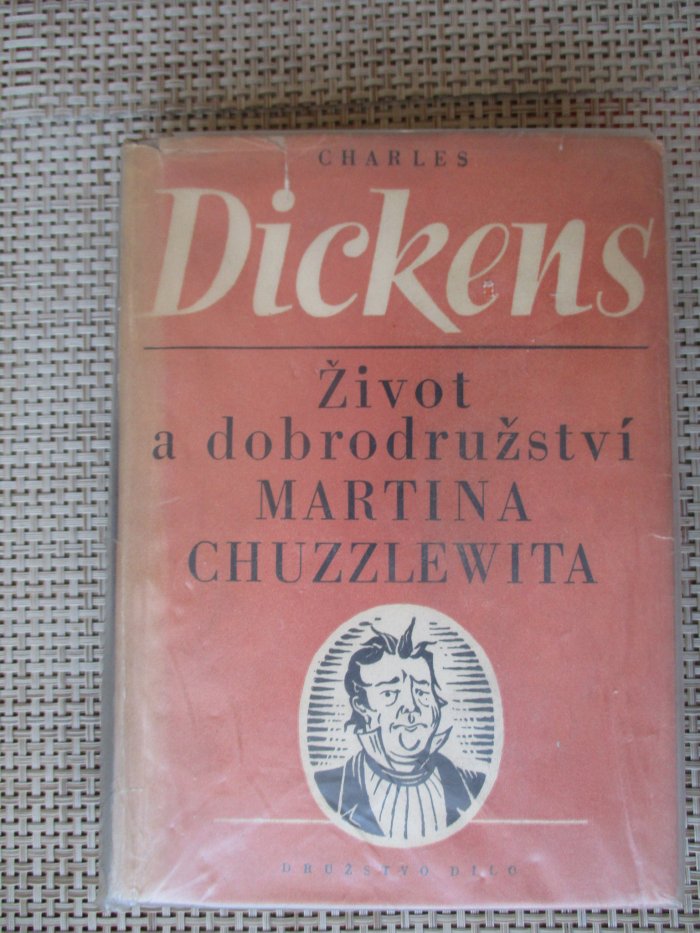 CHARLES
Dickens
Život
a dobrodružství
MARTINA
CHUZZLEWITA
DRUŽSTVO DÍLO